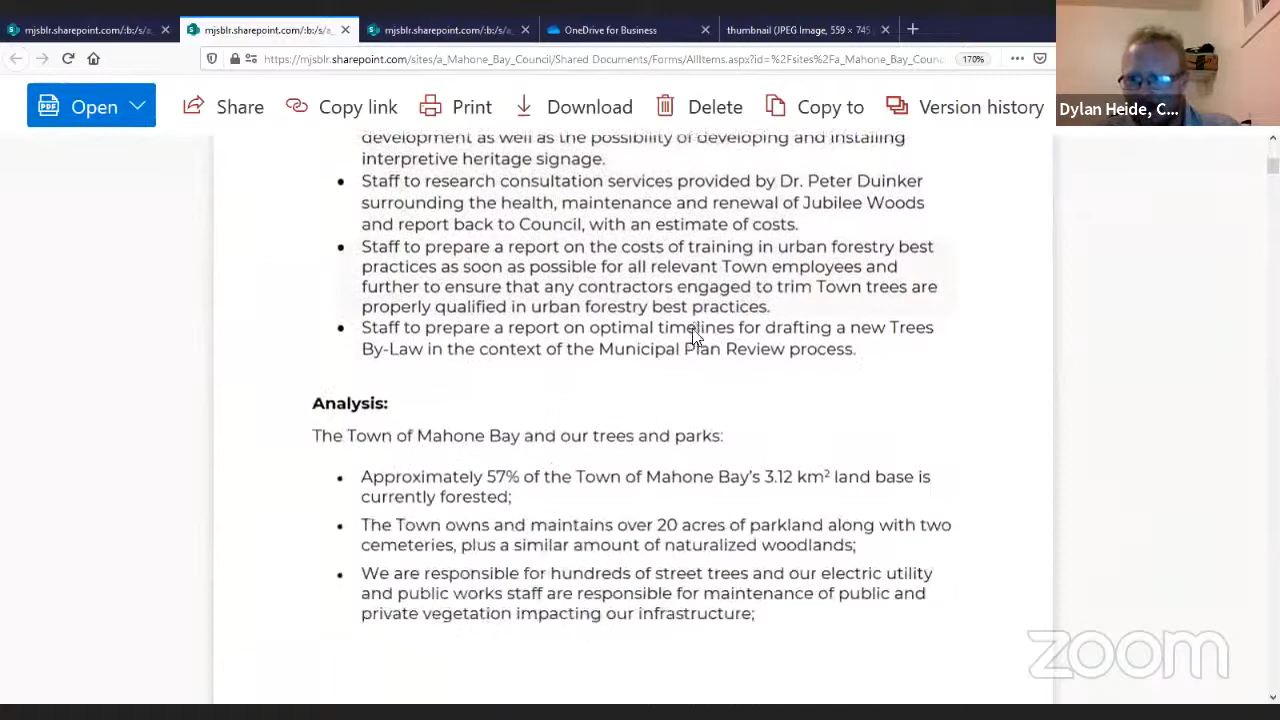 mjsblr.sharepoint.com/:b:/s/a_
mjsblr.sharepoint.com/:b:/s/a_
mjsblr.sharepoint.com/:b:/s/a_
OneDrive for Business
thumbnail (JPEG Image, 559 × 745
https://mjsblr.sharepoint.com/sites/a_Mahone_Bay_Council/Shared Documents/Forms/AllItems.aspx?id=%2Fsites%2Fa_Mahone_Bay_Counc
170%
PDF Open
Share
Copy link
Print
Download
Delete
Copy to
Version history
Dylan Heide, C...
development as well as the possibility of developing and installing
interpretive heritage signage.
• Staff to research consultation services provided by Dr. Peter Duinker
surrounding the health, maintenance and renewal of Jubilee Woods
and report back to Council, with an estimate of costs.
• Staff to prepare a report on the costs of training in urban forestry best
practices as soon as possible for all relevant Town employees and
further to ensure that any contractors engaged to trim Town trees are
properly qualified in urban forestry best practices.
• Staff to prepare a report on optimal timelines for drafting a new Trees
By-Law in the context of the Municipal Plan Review process.
Analysis:
The Town of Mahone Bay and our trees and parks:
• Approximately 57% of the Town of Mahone Bay's 3.12 km² land base is
currently forested;
• The Town owns and maintains over 20 acres of parkland along with two
cemeteries, plus a similar amount of naturalized woodlands;
• We are responsible for hundreds of street trees and our electric utility
and public works staff are responsible for maintenance of public and
private vegetation impacting our infrastructure;
zoom